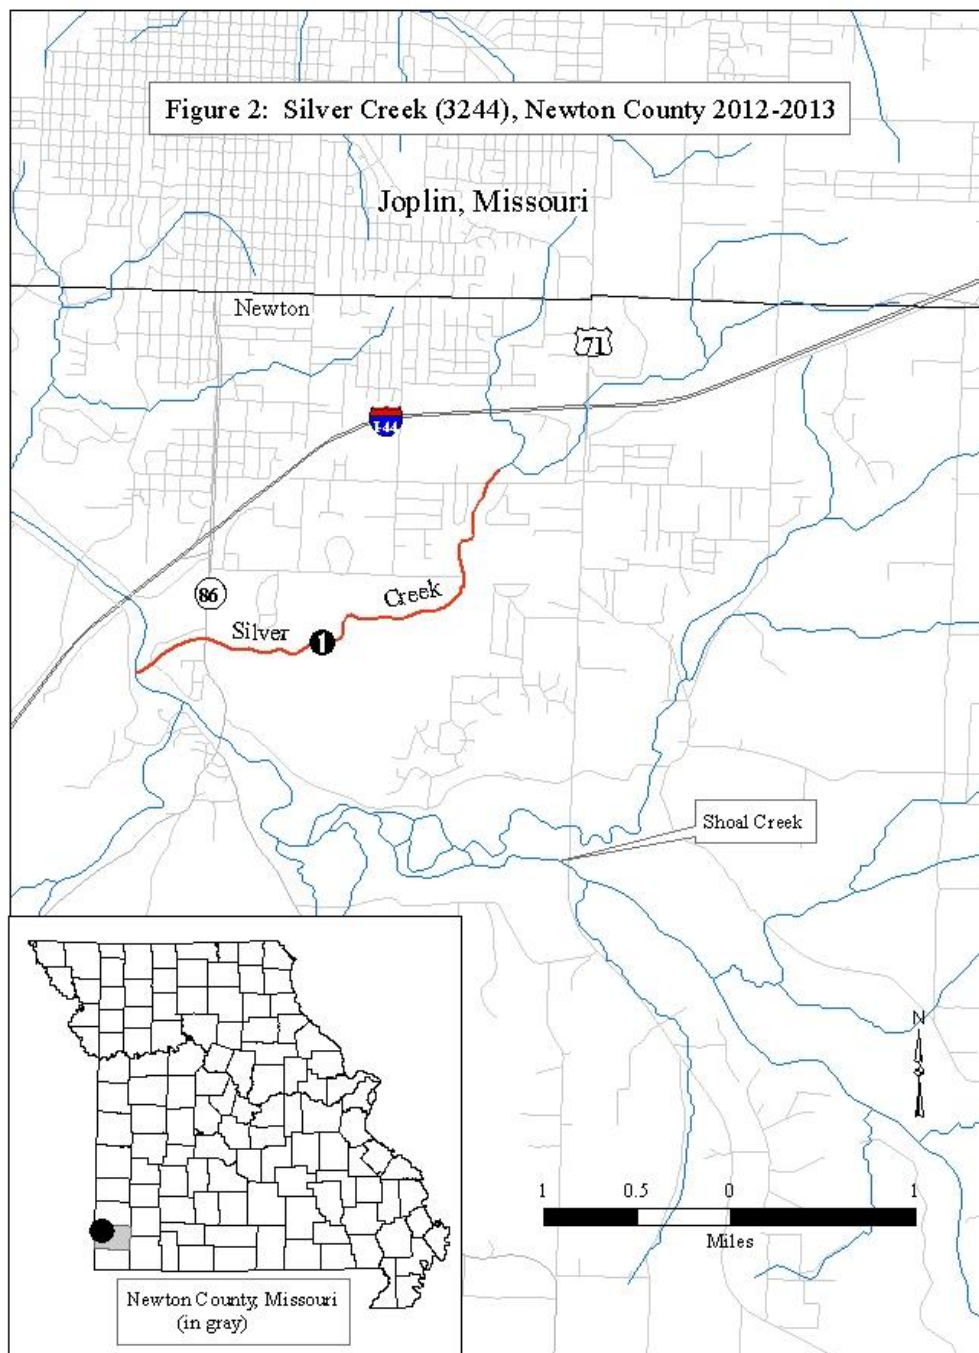 Figure 2: Silver Creek (3244), Newton County 2012-2013
Joplin, Missouri
Newton
71
I-44
86
Silver Creek
1
Shoal Creek
N
1 0.5 0 1
Miles
Newton County, Missouri
(in gray)